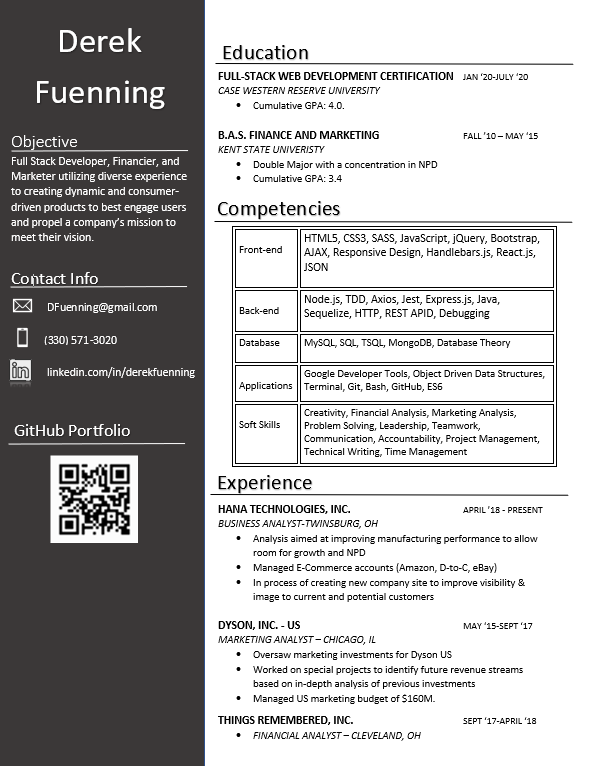 Derek
Fuenning
Objective
Full Stack Developer, Financier, and
Marketer utilizing diverse experience
to creating dynamic and consumer-
driven products to best engage users
and propel a company's mission to
meet their vision.
Contact Info
DFuenning@gmail.com
(330) 571-3020
in
linkedin.com/in/derekfuenning
GitHub Portfolio
Education
FULL-STACK WEB DEVELOPMENT CERTIFICATION JAN '20-JULY '20
CASE WESTERN RESERVE UNIVERSITY
• Cumulative GPA: 4.0.
B.A.S. FINANCE AND MARKETING FALL '10 – MAY '15
KENT STATE UNIVERISTY
• Double Major with a concentration in NPD
• Cumulative GPA: 3.4
Competencies
Front-end
HTML5, CSS3, SASS, JavaScript, jQuery, Bootstrap,
AJAX, Responsive Design, Handlebars.js, React.js,
JSON
Back-end
Node.js, TDD, Axios, Jest, Express.js, Java,
Sequelize, HTTP, REST APID, Debugging
Database
MySQL, SQL, TSQL, MongoDB, Database Theory
Applications
Google Developer Tools, Object Driven Data Structures,
Terminal, Git, Bash, GitHub, ES6
Soft Skills
Creativity, Financial Analysis, Marketing Analysis,
Problem Solving, Leadership, Teamwork,
Communication, Accountability, Project Management,
Technical Writing, Time Management
Experience
HANA TECHNOLOGIES, INC. APRIL '18 - PRESENT
BUSINESS ANALYST-TWINSBURG, OH
• Analysis aimed at improving manufacturing performance to allow
room for growth and NPD
• Managed E-Commerce accounts (Amazon, D-to-C, eBay)
• In process of creating new company site to improve visibility &
image to current and potential customers
DYSON, INC. - US MAY '15-SEPT '17
MARKETING ANALYST – CHICAGO, IL
• Oversaw marketing investments for Dyson US
• Worked on special projects to identify future revenue streams
based on in-depth analysis of previous investments
• Managed US marketing budget of $160M.
THINGS REMEMBERED, INC. SEPT '17-APRIL '18
• FINANCIAL ANALYST – CLEVELAND, OH